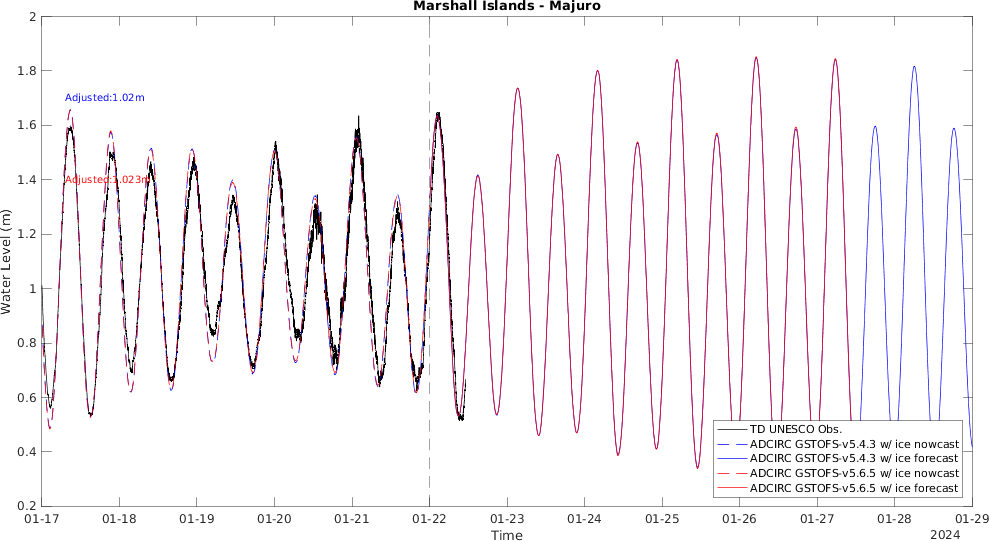 Marshall Islands - Majuro
2
1.8
1.6
1.4
1.2
1
0.8
0.6
0.4
0.2
Water Level (m)
Adjusted:1.02m
Adjusted:1.023m
TD UNESCO Obs.
ADCIRC GSTOFS-v5.4.3 w/ ice nowcast
ADCIRC GSTOFS-v5.4.3 w/ ice forecast
ADCIRC GSTOFS-v5.6.5 w/ ice nowcast
ADCIRC GSTOFS-v5.6.5 w/ ice forecast
01-17 01-18 01-19 01-20 01-21 01-22 01-23 01-24 01-25 01-26 01-27 01-28 01-29
Time
2024